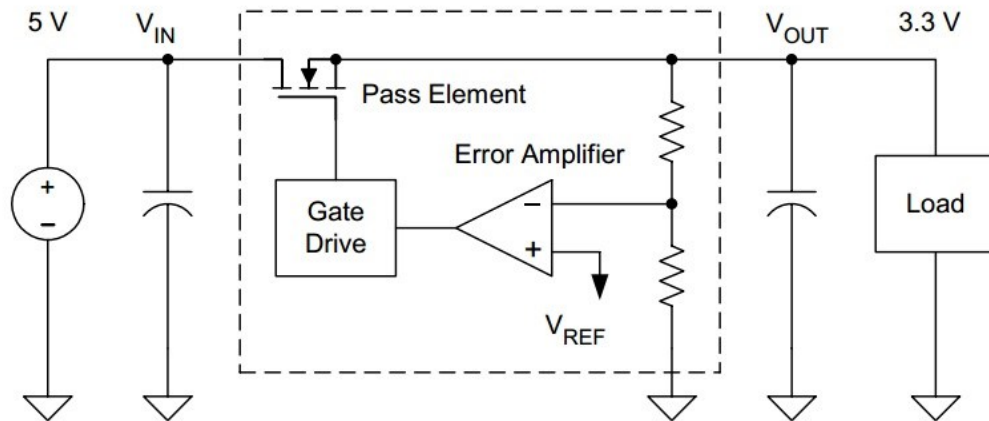 5 V
V_IN
V_OUT
3.3 V
Pass Element
Error Amplifier
+
−
Gate
Drive
−
+
Load
V_REF